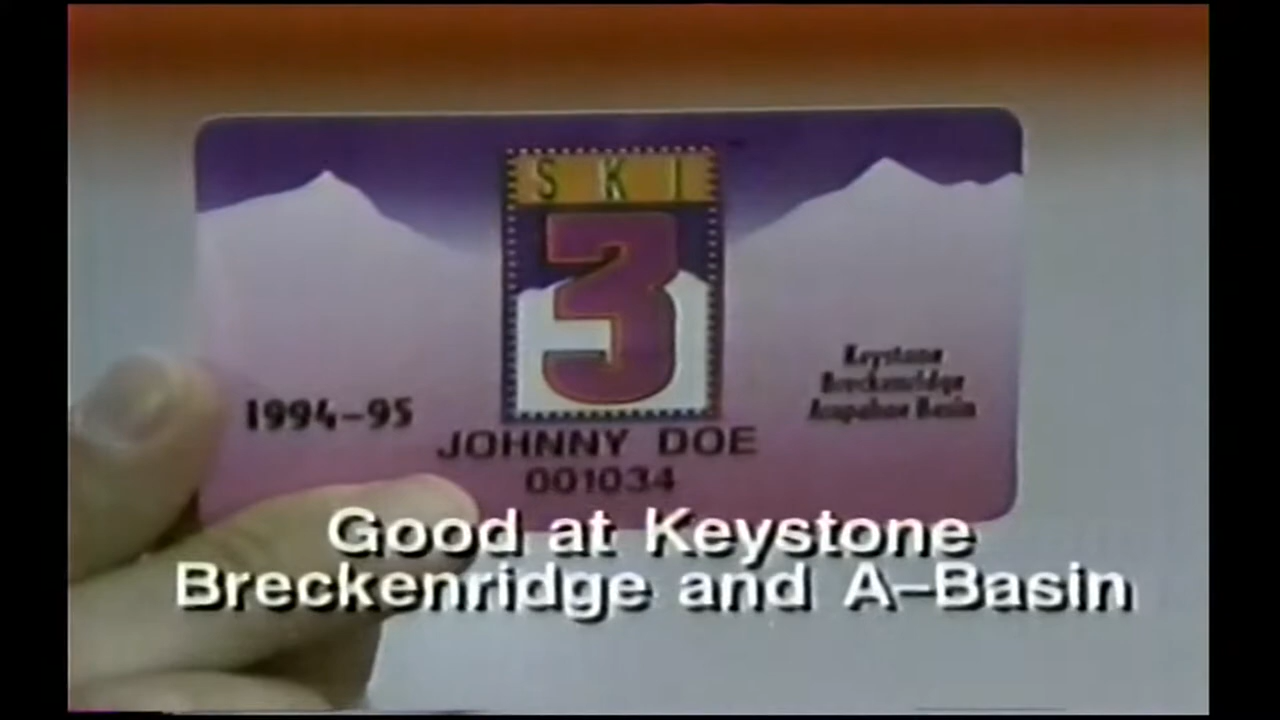 SKI
3
Keystone
Breckenridge
Arapahoe Basin
1994-95
JOHNNY DOE
001034
Good at Keystone
Breckenridge and A-Basin